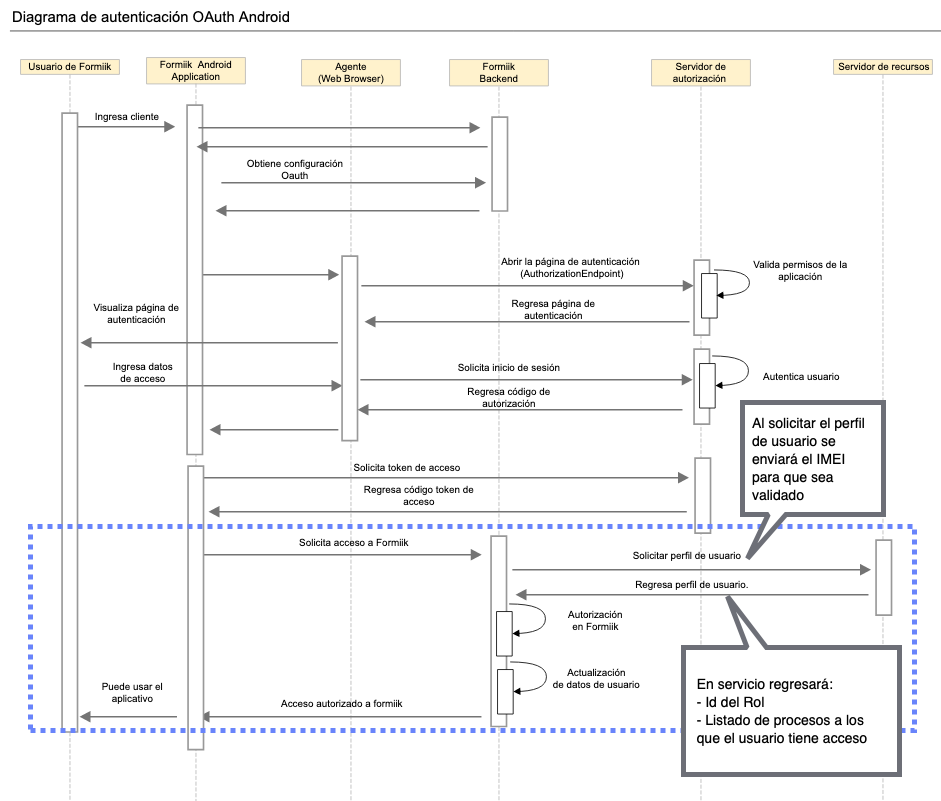 Diagrama de autenticación OAuth Android
Usuario de Formiik
Formiik Android
Application
Agente
(Web Browser)
Formiik
Backend
Servidor de
autorización
Servidor de recursos
Ingresa cliente
Obtiene configuración
Oauth
Abrir la página de autenticación
(AuthorizationEndpoint)
Valida permisos de la
aplicación
Regresa página de
autenticación
Visualiza página de
autenticación
Ingresa datos
de acceso
Solicita inicio de sesión
Autentica usuario
Regresa código de
autorización
Al solicitar el perfil
de usuario se
enviará el IMEI
para que sea
validado
Solicita token de acceso
Regresa código token de
acceso
Solicita acceso a Formiik
Solicitar perfil de usuario
Regresa perfil de usuario.
Autorización
en Formiik
Actualización
de datos de usuario
Puede usar el
aplicativo
Acceso autorizado a formiik
En servicio regresará:
- Id del Rol
- Listado de procesos a los
que el usuario tiene acceso